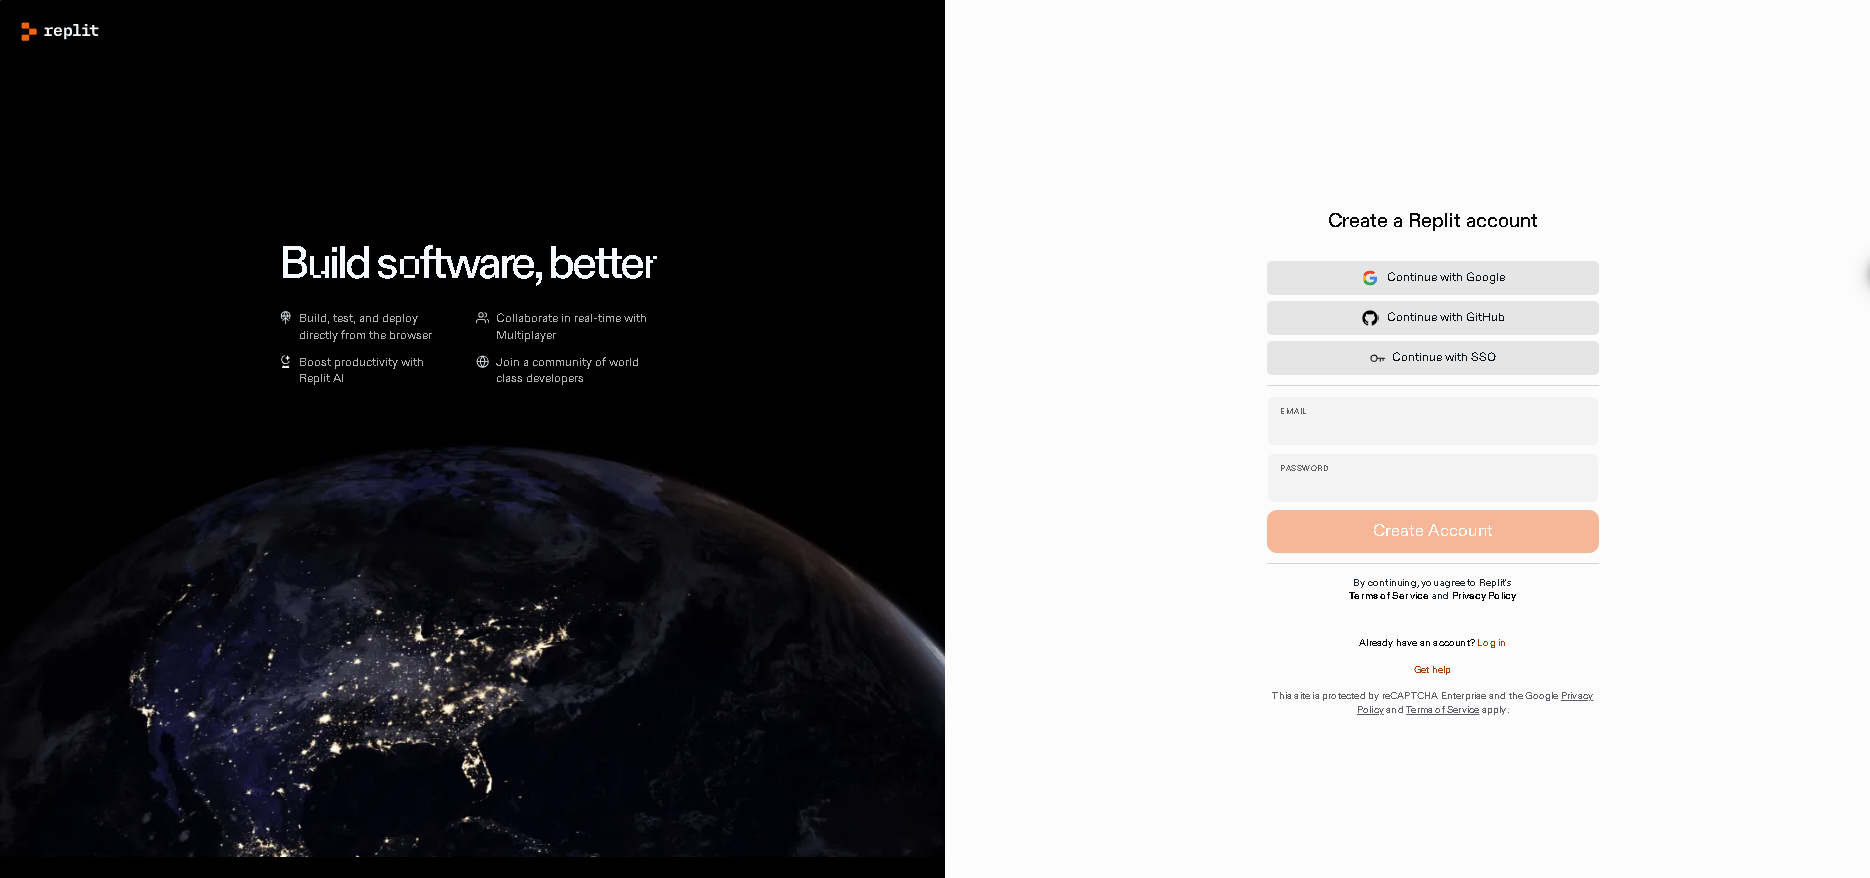 replit
Build software, better
Build, test, and deploy
directly from the browser
Collaborate in real-time with
Multiplayer
Boost productivity with
Replit AI
Join a community of world
class developers
Create a Replit account
Continue with Google
Continue with GitHub
Continue with SSO
EMAIL
PASSWORD
Create Account
By continuing, you agree to Replit's
Terms of Service and Privacy Policy
Already have an account? Log in
Get help
This site is protected by reCAPTCHA Enterprise and the Google Privacy
Policy and Terms of Service apply.